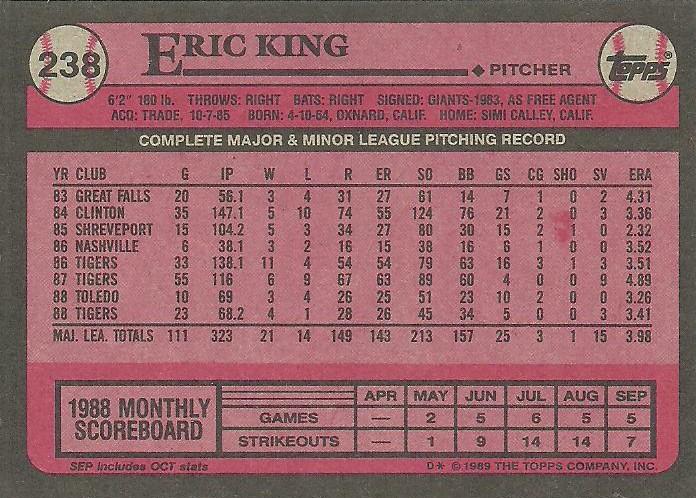 238
ERIC KING
◆ PITCHER
TOPPS®
6'2" 180 lb. THROWS: RIGHT BATS: RIGHT SIGNED: GIANTS-1983, AS FREE AGENT
ACQ: TRADE, 10-7-85 BORN: 4-10-64, OXNARD, CALIF. HOME: SIMI CALLEY, CALIF.
COMPLETE MAJOR & MINOR LEAGUE PITCHING RECORD
YR CLUB G IP W L R ER SO BB GS CG SHO SV ERA
83 GREAT FALLS 20 56.1 3 4 31 27 61 14 7 1 0 2 4.31
84 CLINTON 35 147.1 5 10 74 55 124 76 21 2 0 3 3.36
85 SHREVEPORT 15 104.2 5 3 34 27 80 30 15 2 1 0 2.32
86 NASHVILLE 6 38.1 3 2 16 15 38 16 6 1 0 0 3.52
86 TIGERS 33 138.1 11 4 54 54 79 63 16 3 1 3 3.51
87 TIGERS 55 116 6 9 67 63 89 60 4 0 0 9 4.89
88 TOLEDO 10 69 3 4 26 25 51 23 10 2 0 0 3.26
88 TIGERS 23 68.2 4 1 28 26 45 34 5 0 0 3 3.41
MAJ. LEA. TOTALS 111 323 21 14 149 143 213 157 25 3 1 15 3.98
1988 MONTHLY SCOREBOARD
APR MAY JUN JUL AUG SEP
GAMES — 2 5 6 5 5
STRIKEOUTS — 1 9 14 14 7
SEP includes OCT stats
D* © 1989 THE TOPPS COMPANY, INC.